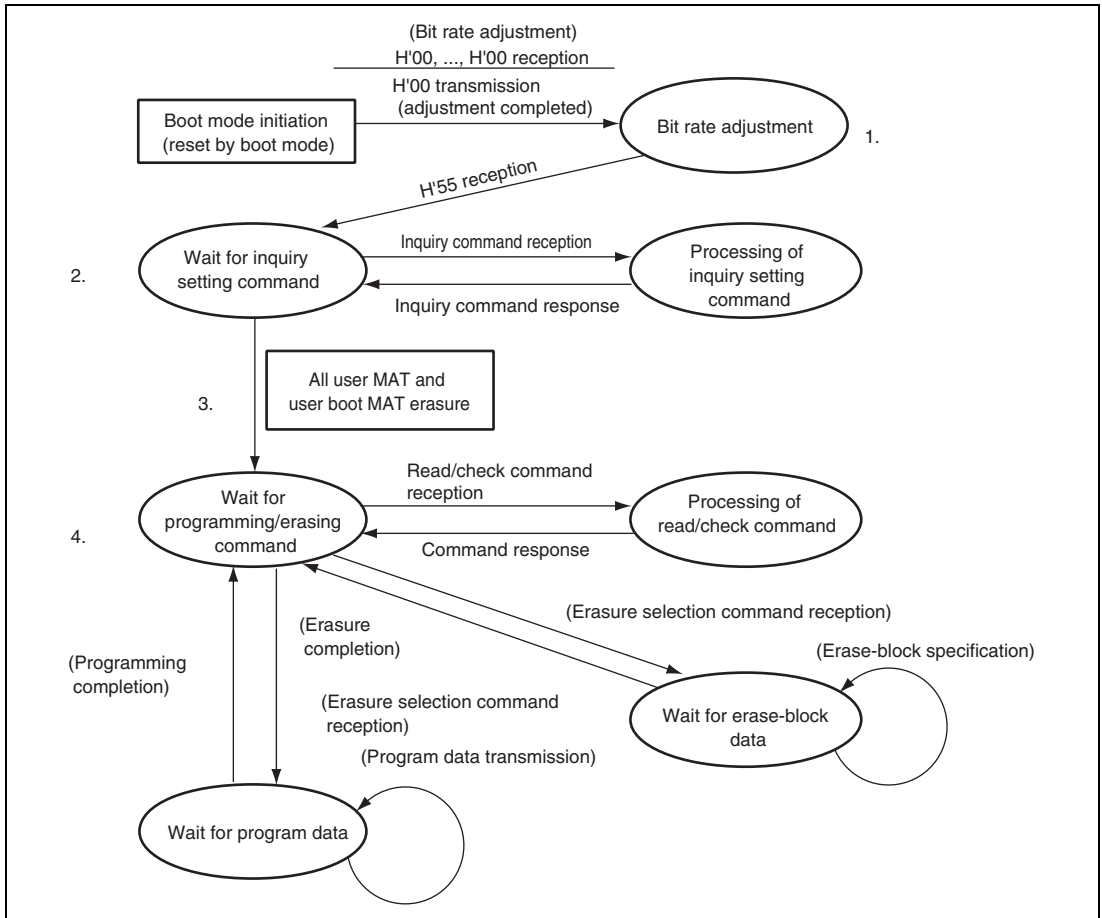 (Bit rate adjustment)
H'00, ..., H'00 reception
H'00 transmission
(adjustment completed)
Boot mode initiation
(reset by boot mode)
Bit rate adjustment
1.
H'55 reception
2.
Wait for inquiry
setting command
Inquiry command reception
Inquiry command response
Processing of
inquiry setting
command
3.
All user MAT and
user boot MAT erasure
4.
Wait for
programming/erasing
command
Read/check command
reception
Command response
Processing of
read/check command
(Erasure selection command reception)
(Erasure
completion)
(Programming
completion)
(Erase-block specification)
(Erasure selection command
reception)
(Program data transmission)
Wait for erase-block
data
Wait for program data